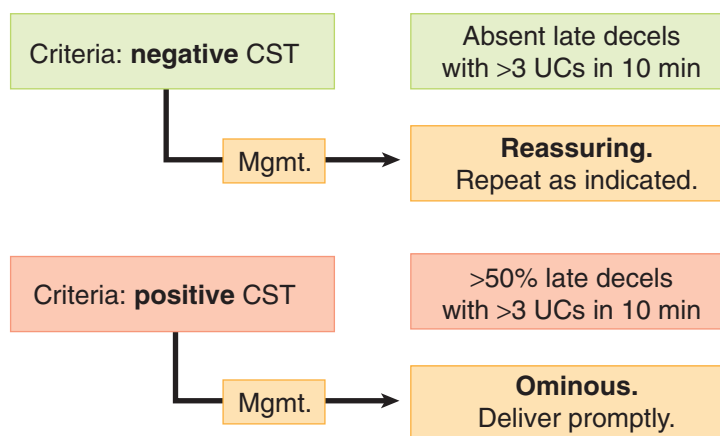 Criteria: negative CST
Absent late decels
with >3 UCs in 10 min
Mgmt.
Reassuring.
Repeat as indicated.
Criteria: positive CST
>50% late decels
with >3 UCs in 10 min
Mgmt.
Ominous.
Deliver promptly.